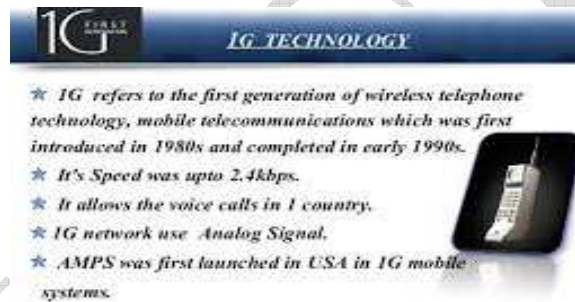 1G FIRST
GENERATION
1G TECHNOLOGY
1G refers to the first generation of wireless telephone
technology, mobile telecommunications which was first
introduced in 1980s and completed in early 1990s.
It's Speed was upto 2.4kbps.
It allows the voice calls in 1 country.
1G network use Analog Signal.
AMPS was first launched in USA in 1G mobile
systems.